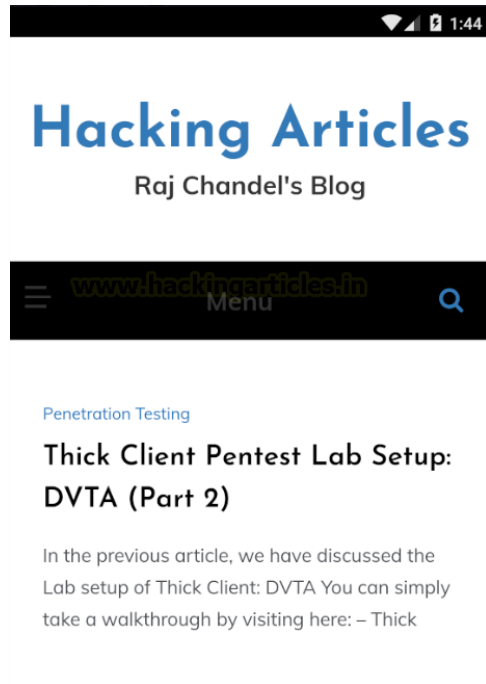 1:44
Hacking Articles
Raj Chandel's Blog
www.hackingarticles.in
Menu
Penetration Testing
Thick Client Pentest Lab Setup:
DVTA (Part 2)
In the previous article, we have discussed the
Lab setup of Thick Client: DVTA You can simply
take a walkthrough by visiting here: – Thick